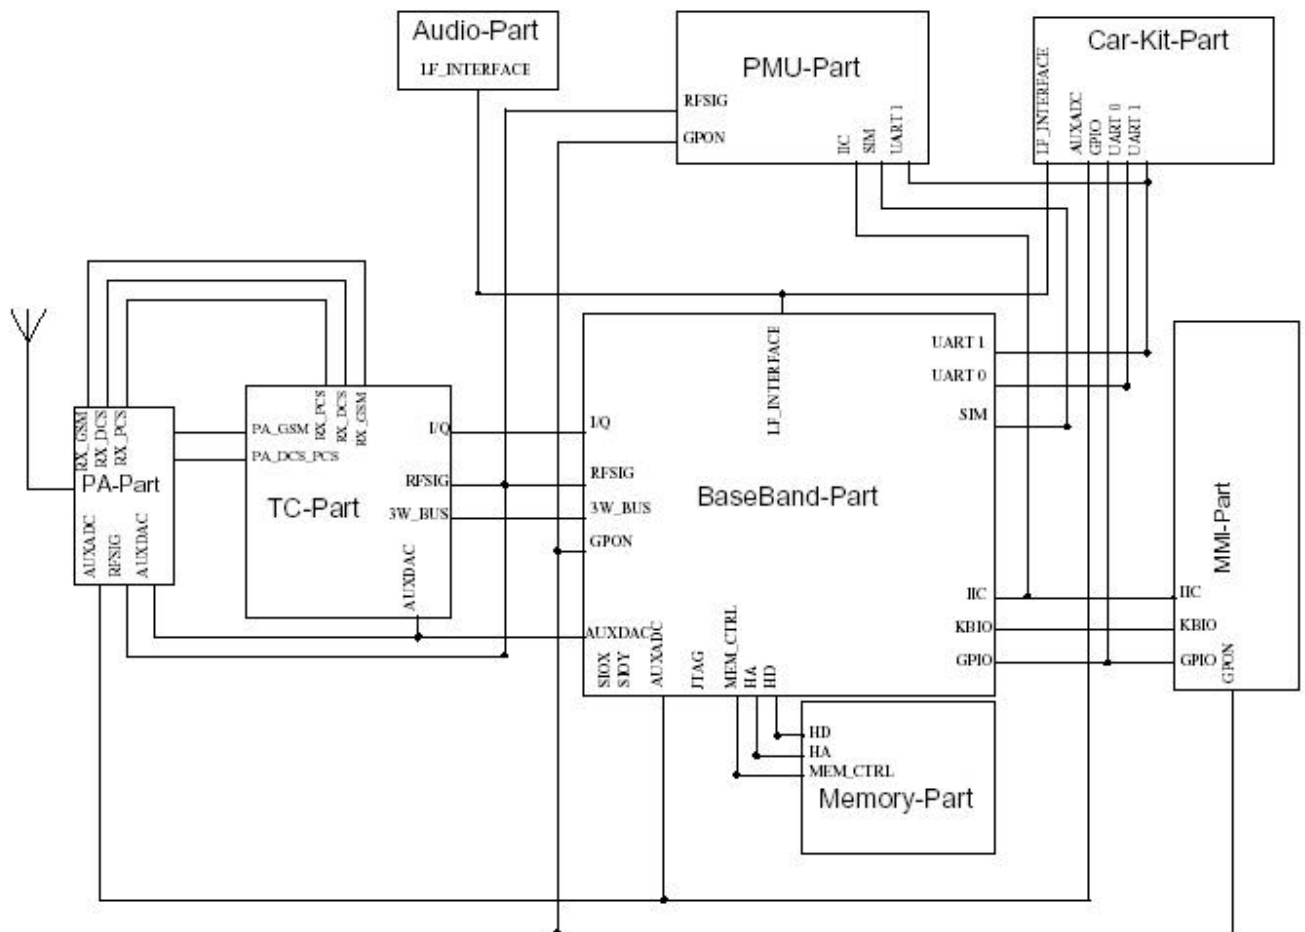 Audio-Part
LF_INTERFACE
PMU-Part
RFSIG
GPON
IIC
SIM
UART 1
Car-Kit-Part
LF_INTERFACE
AUXADC
GPIO
UART 0
UART 1
RX_GSM
RX_DCS
RX_PCS
PA-Part
AUXADC
RFSIG
AUXDAC
RX_PCS
RX_DCS
RX_GSM
PA_GSM
PA_DCS_PCS
I/Q
RFSIG
TC-Part
3W_BUS
AUXDAC
LF_INTERFACE
UART 1
UART 0
SIM
I/Q
RFSIG
BaseBand-Part
3W_BUS
GPON
IIC
KBIO
GPIO
AUXDAC
SIOX
SIOY
AUXADC
JTAG
MEM_CTRL
HA
HD
MMI-Part
IIC
KBIO
GPIO
GPON
HD
HA
MEM_CTRL
Memory-Part